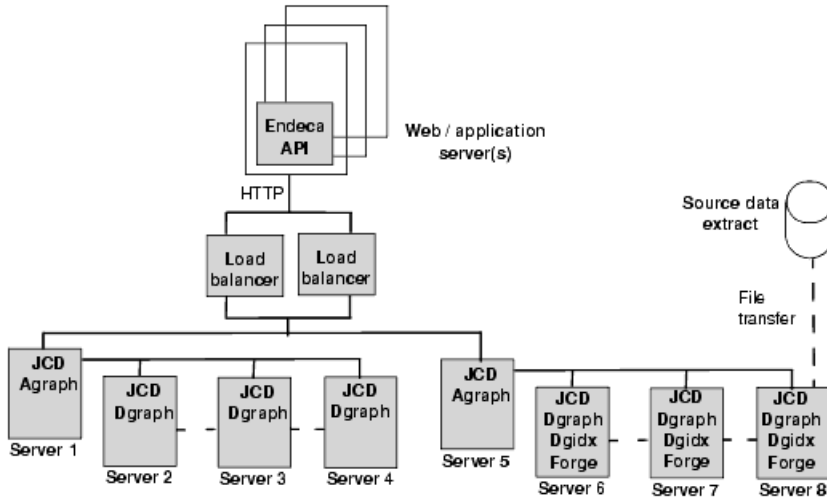 Endeca
API
Web / application
server(s)
HTTP
Source data
extract
Load
balancer
Load
balancer
File
transfer
JCD
Agraph
Server 1
JCD
Dgraph
Server 2
JCD
Dgraph
Server 3
JCD
Dgraph
Server 4
JCD
Agraph
Server 5
JCD
Dgraph
Dgidx
Forge
Server 6
JCD
Dgraph
Dgidx
Forge
Server 7
JCD
Dgraph
Dgidx
Forge
Server 8